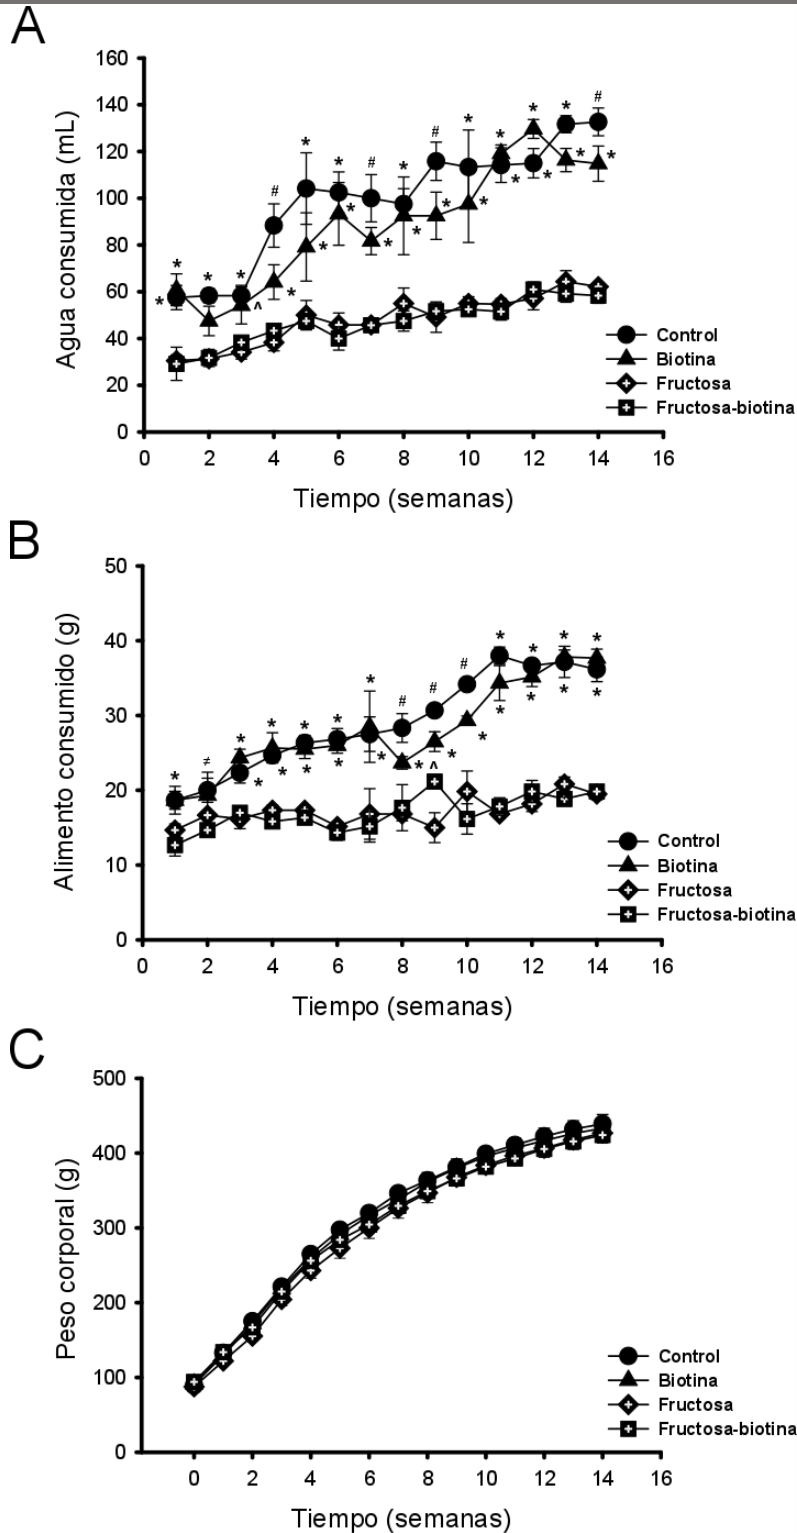 A
Agua consumida (mL)
160
140
120
100
80
60
40
20
0
# * * # * # * * * * #
* * * * * * * * * * * * *
* ^ * * * *
Control
Biotina
Fructosa
Fructosa-biotina
0 2 4 6 8 10 12 14 16
Tiempo (semanas)
B
Alimento consumido (g)
50
40
30
20
10
0
* ≠ * * * * * # # # * * * *
* * * * * * ^ * * * * * *
Control
Biotina
Fructosa
Fructosa-biotina
0 2 4 6 8 10 12 14 16
Tiempo (semanas)
C
Peso corporal (g)
500
400
300
200
100
0
Control
Biotina
Fructosa
Fructosa-biotina
0 2 4 6 8 10 12 14 16
Tiempo (semanas)